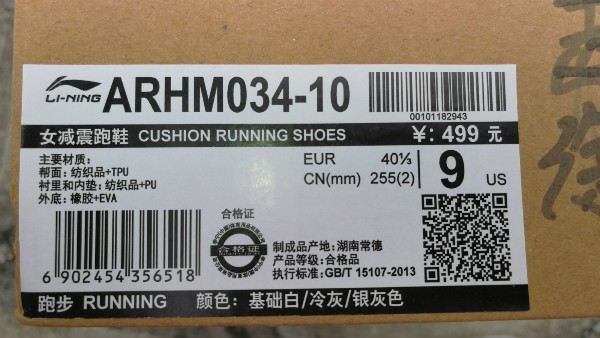 LI-NING ARHM034-10
00101182943
女减震跑鞋 CUSHION RUNNING SHOES ¥: 499 元
主要材质:
帮面: 纺织品+TPU
衬里和内垫: 纺织品+PU
外底: 橡胶+EVA
EUR 40⅓
CN(mm) 255(2)
9 US
合格证
合格证
制成品产地: 湖南常德
产品等级: 合格品
执行标准: GB/T 15107-2013
6 902454 356518
跑步 RUNNING 颜色: 基础白/冷灰/银灰色